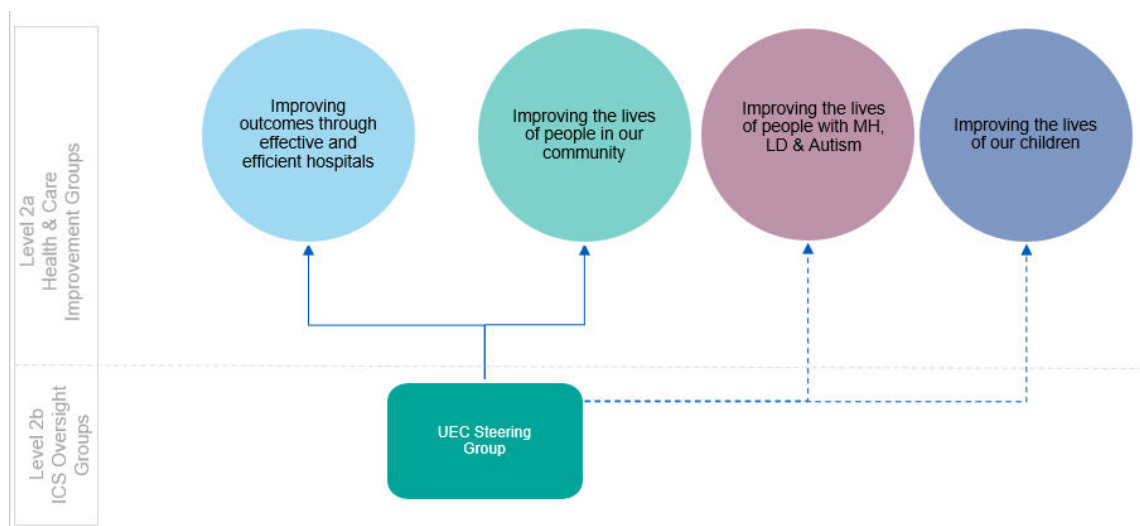 Level 2a
Health & Care
Improvement Groups
Improving
outcomes through
effective and
efficient hospitals
Improving the lives
of people in our
community
Improving the lives
of people with MH,
LD & Autism
Improving the lives
of our children
Level 2b
ICS Oversight
Groups
UEC Steering
Group